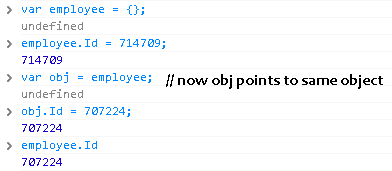 > var employee = {};
undefined
> employee.Id = 714709;
714709
> var obj = employee; // now obj points to same object
undefined
> obj.Id = 707224;
707224
> employee.Id
707224